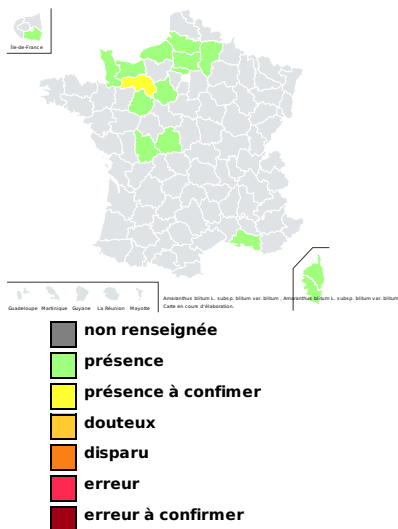 Île-de-France
Guadeloupe Martinique Guyane La Réunion Mayotte
Amaranthus blitum L. subsp. blitum var. blitum , Amaranthus blitum L. subsp. blitum var. blitum
Carte en cours d'élaboration.
non renseignée
présence
présence à confimer
douteux
disparu
erreur
erreur à confirmer